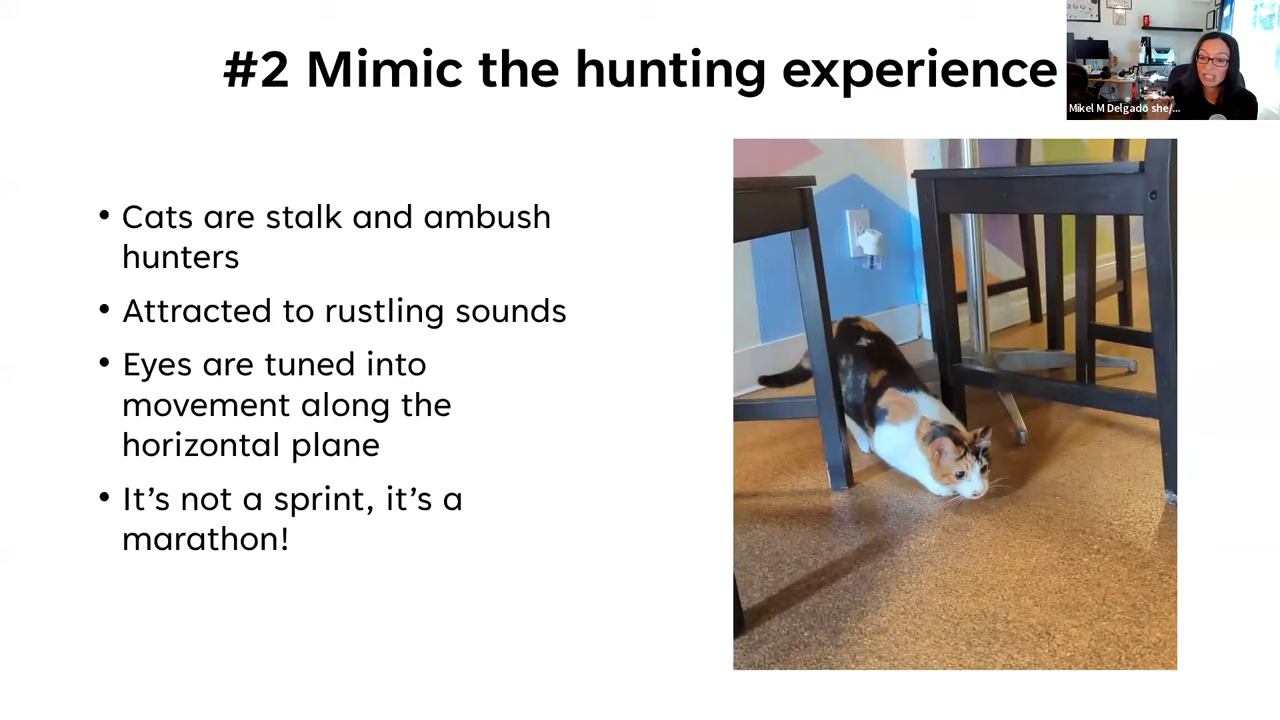 #2 Mimic the hunting experience
Mikel M Delgado she/...
• Cats are stalk and ambush
hunters
• Attracted to rustling sounds
• Eyes are tuned into
movement along the
horizontal plane
• It’s not a sprint, it’s a
marathon!